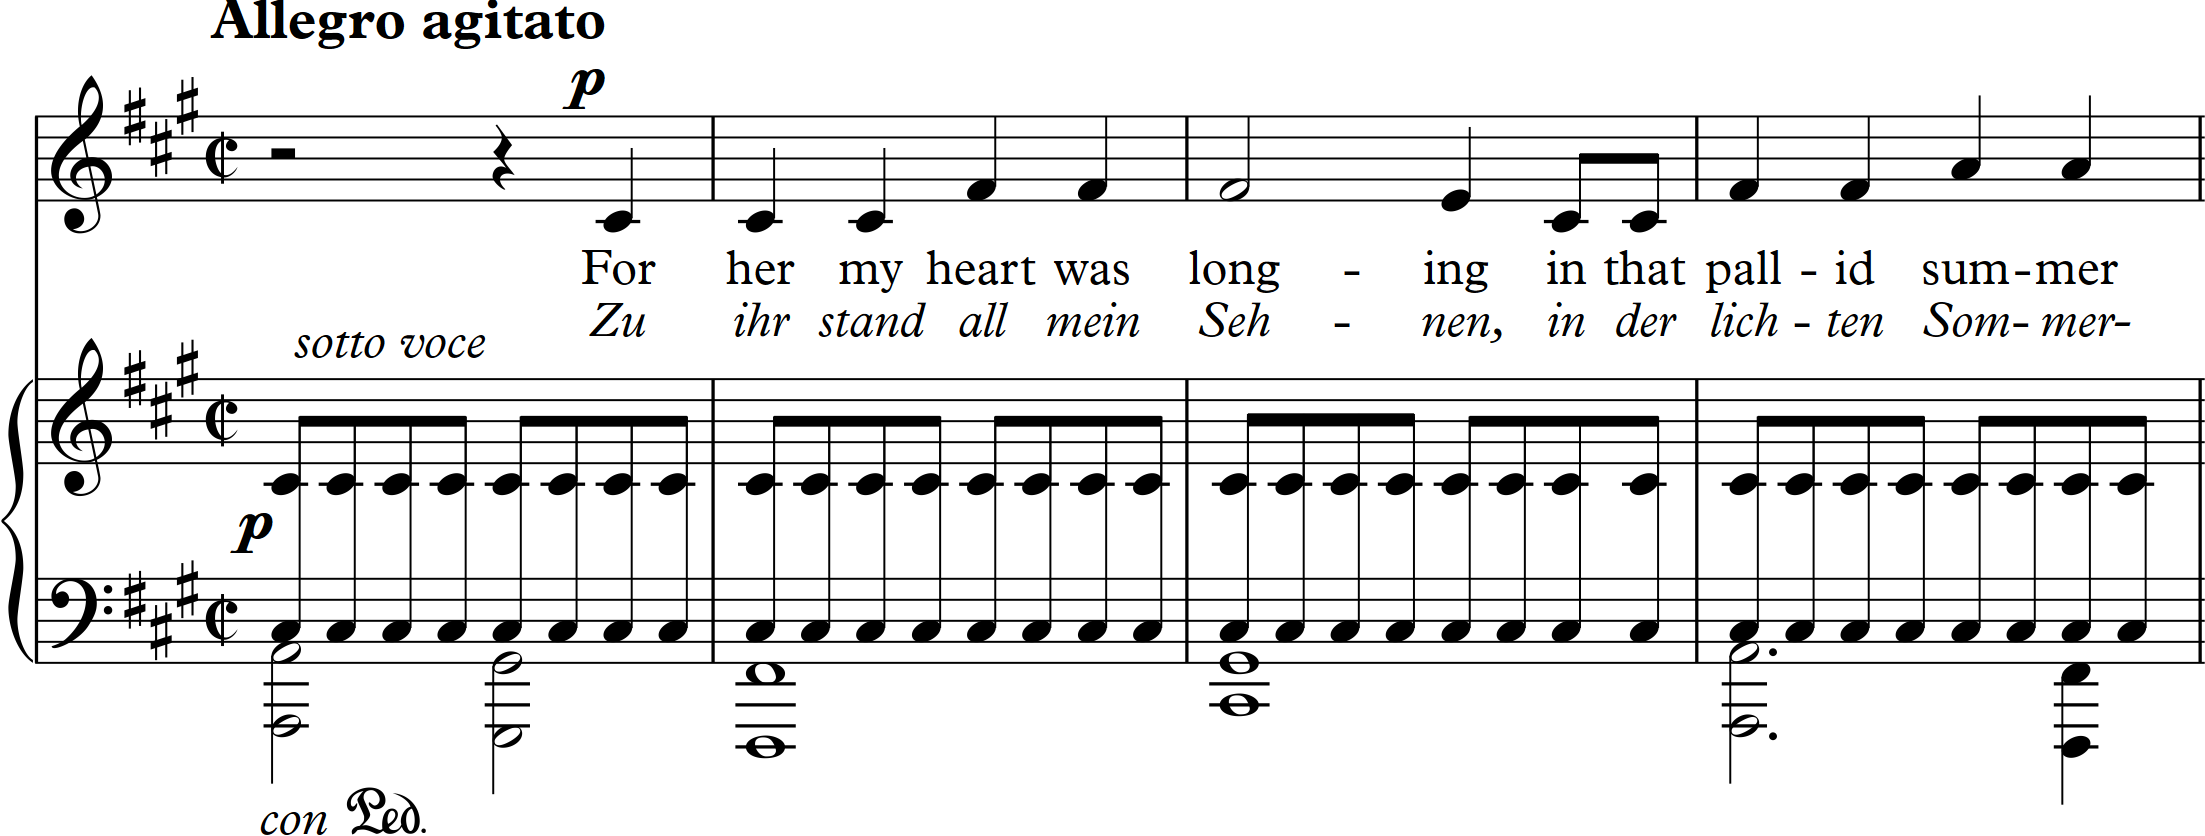 Allegro agitato
p
For her my heart was long - ing in that pall - id sum-mer
Zu ihr stand all mein Seh - nen, in der lich - ten Som- mer-
sotto voce
p
con Ped.